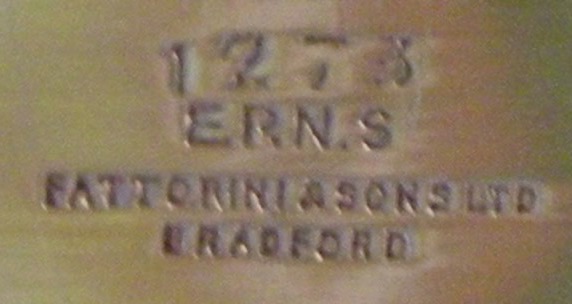 1273
E.P.N.S
FATTORINI & SONS LTD
BRADFORD